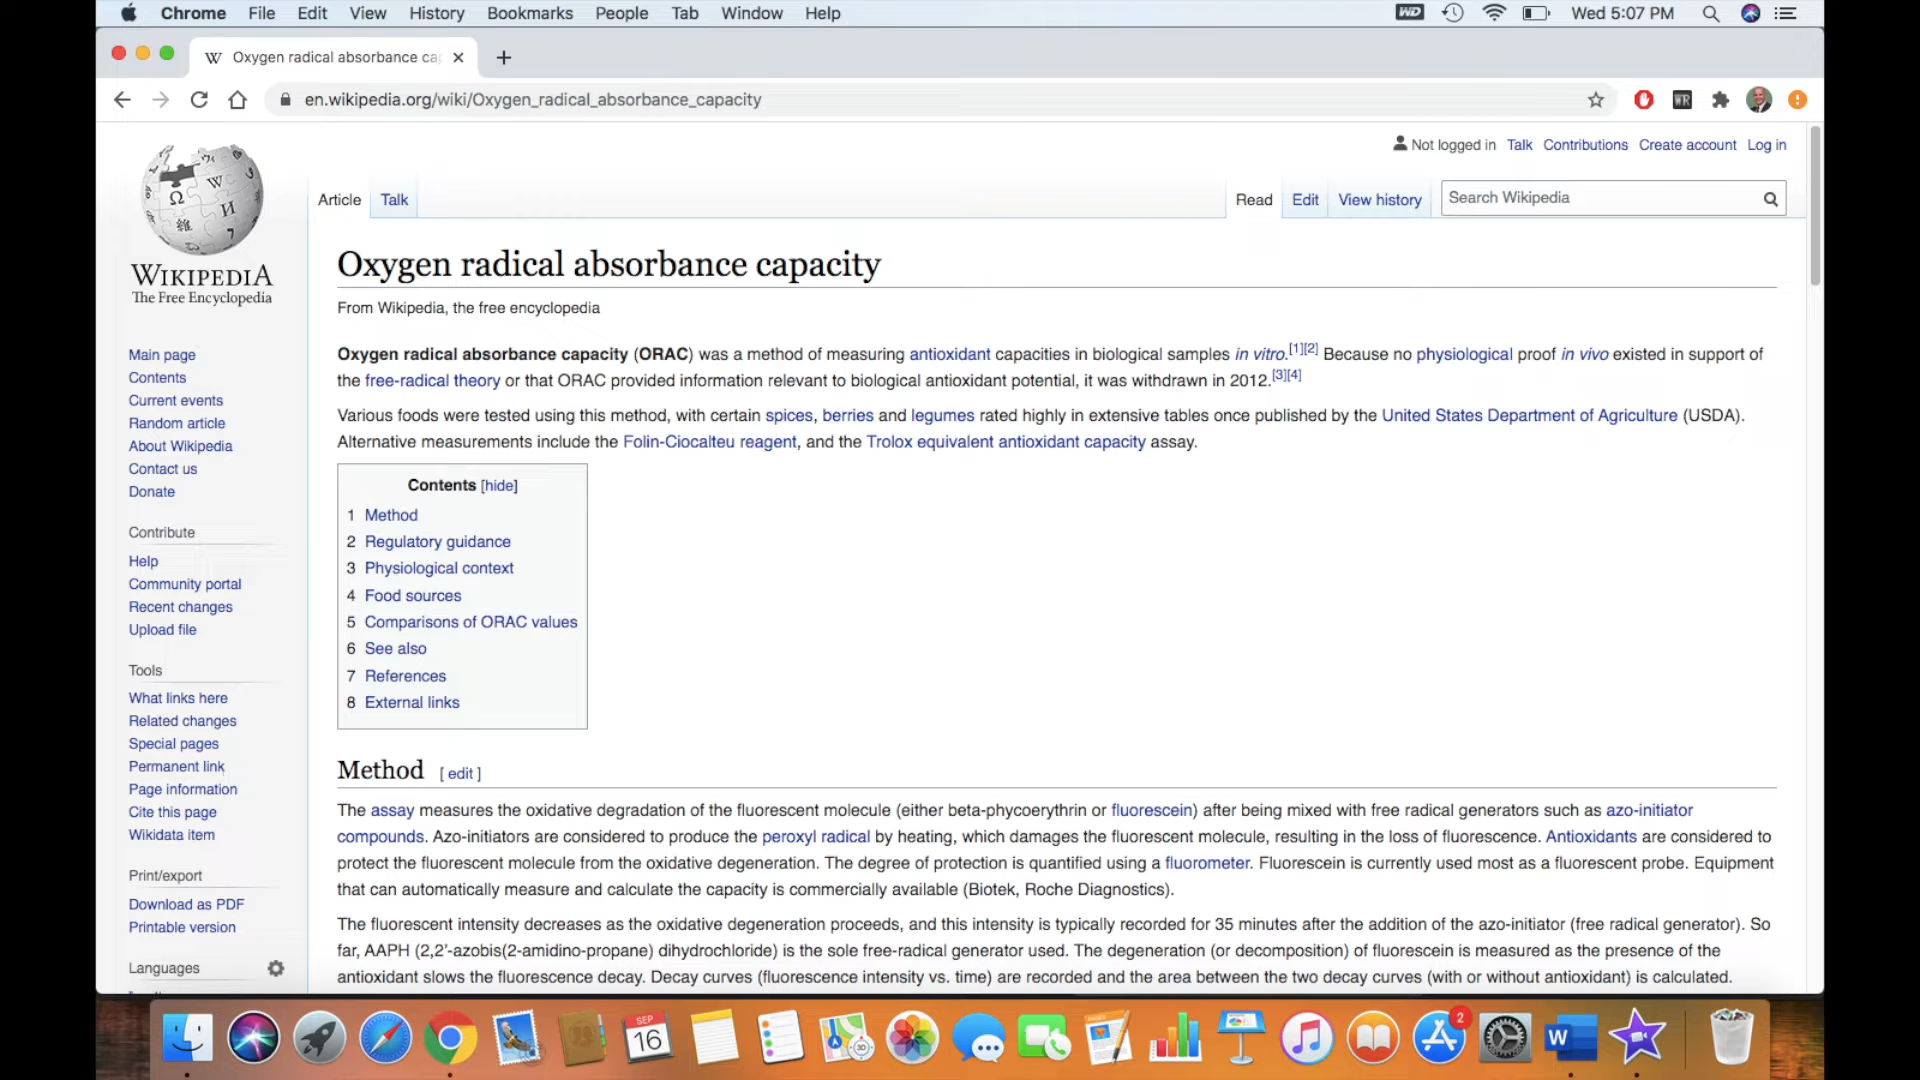 Chrome File Edit View History Bookmarks People Tab Window Help WD Wed 5:07 PM
W Oxygen radical absorbance ca
en.wikipedia.org/wiki/Oxygen_radical_absorbance_capacity WR
Not logged in Talk Contributions Create account Log in
Article Talk Read Edit View history Search Wikipedia
WIKIPEDIA
The Free Encyclopedia
Main page
Contents
Current events
Random article
About Wikipedia
Contact us
Donate
Contribute
Help
Community portal
Recent changes
Upload file
Tools
What links here
Related changes
Special pages
Permanent link
Page information
Cite this page
Wikidata item
Print/export
Download as PDF
Printable version
Languages
Oxygen radical absorbance capacity
From Wikipedia, the free encyclopedia
Oxygen radical absorbance capacity (ORAC) was a method of measuring antioxidant capacities in biological samples in vitro.[1][2] Because no physiological proof in vivo existed in support of
the free-radical theory or that ORAC provided information relevant to biological antioxidant potential, it was withdrawn in 2012.[3][4]
Various foods were tested using this method, with certain spices, berries and legumes rated highly in extensive tables once published by the United States Department of Agriculture (USDA).
Alternative measurements include the Folin-Ciocalteu reagent, and the Trolox equivalent antioxidant capacity assay.
Contents [hide]
1 Method
2 Regulatory guidance
3 Physiological context
4 Food sources
5 Comparisons of ORAC values
6 See also
7 References
8 External links
Method [ edit ]
The assay measures the oxidative degradation of the fluorescent molecule (either beta-phycoerythrin or fluorescein) after being mixed with free radical generators such as azo-initiator
compounds. Azo-initiators are considered to produce the peroxyl radical by heating, which damages the fluorescent molecule, resulting in the loss of fluorescence. Antioxidants are considered to
protect the fluorescent molecule from the oxidative degeneration. The degree of protection is quantified using a fluorometer. Fluorescein is currently used most as a fluorescent probe. Equipment
that can automatically measure and calculate the capacity is commercially available (Biotek, Roche Diagnostics).
The fluorescent intensity decreases as the oxidative degeneration proceeds, and this intensity is typically recorded for 35 minutes after the addition of the azo-initiator (free radical generator). So
far, AAPH (2,2'-azobis(2-amidino-propane) dihydrochloride) is the sole free-radical generator used. The degeneration (or decomposition) of fluorescein is measured as the presence of the
antioxidant slows the fluorescence decay. Decay curves (fluorescence intensity vs. time) are recorded and the area between the two decay curves (with or without antioxidant) is calculated.
SEP
16
2
W